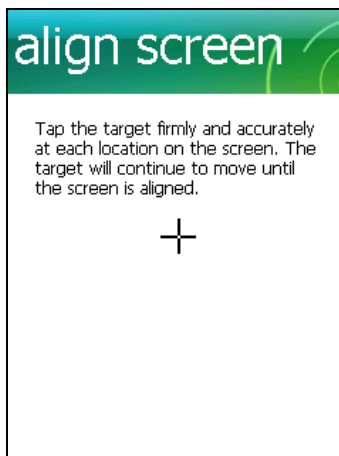 align screen
Tap the target firmly and accurately
at each location on the screen. The
target will continue to move until
the screen is aligned.